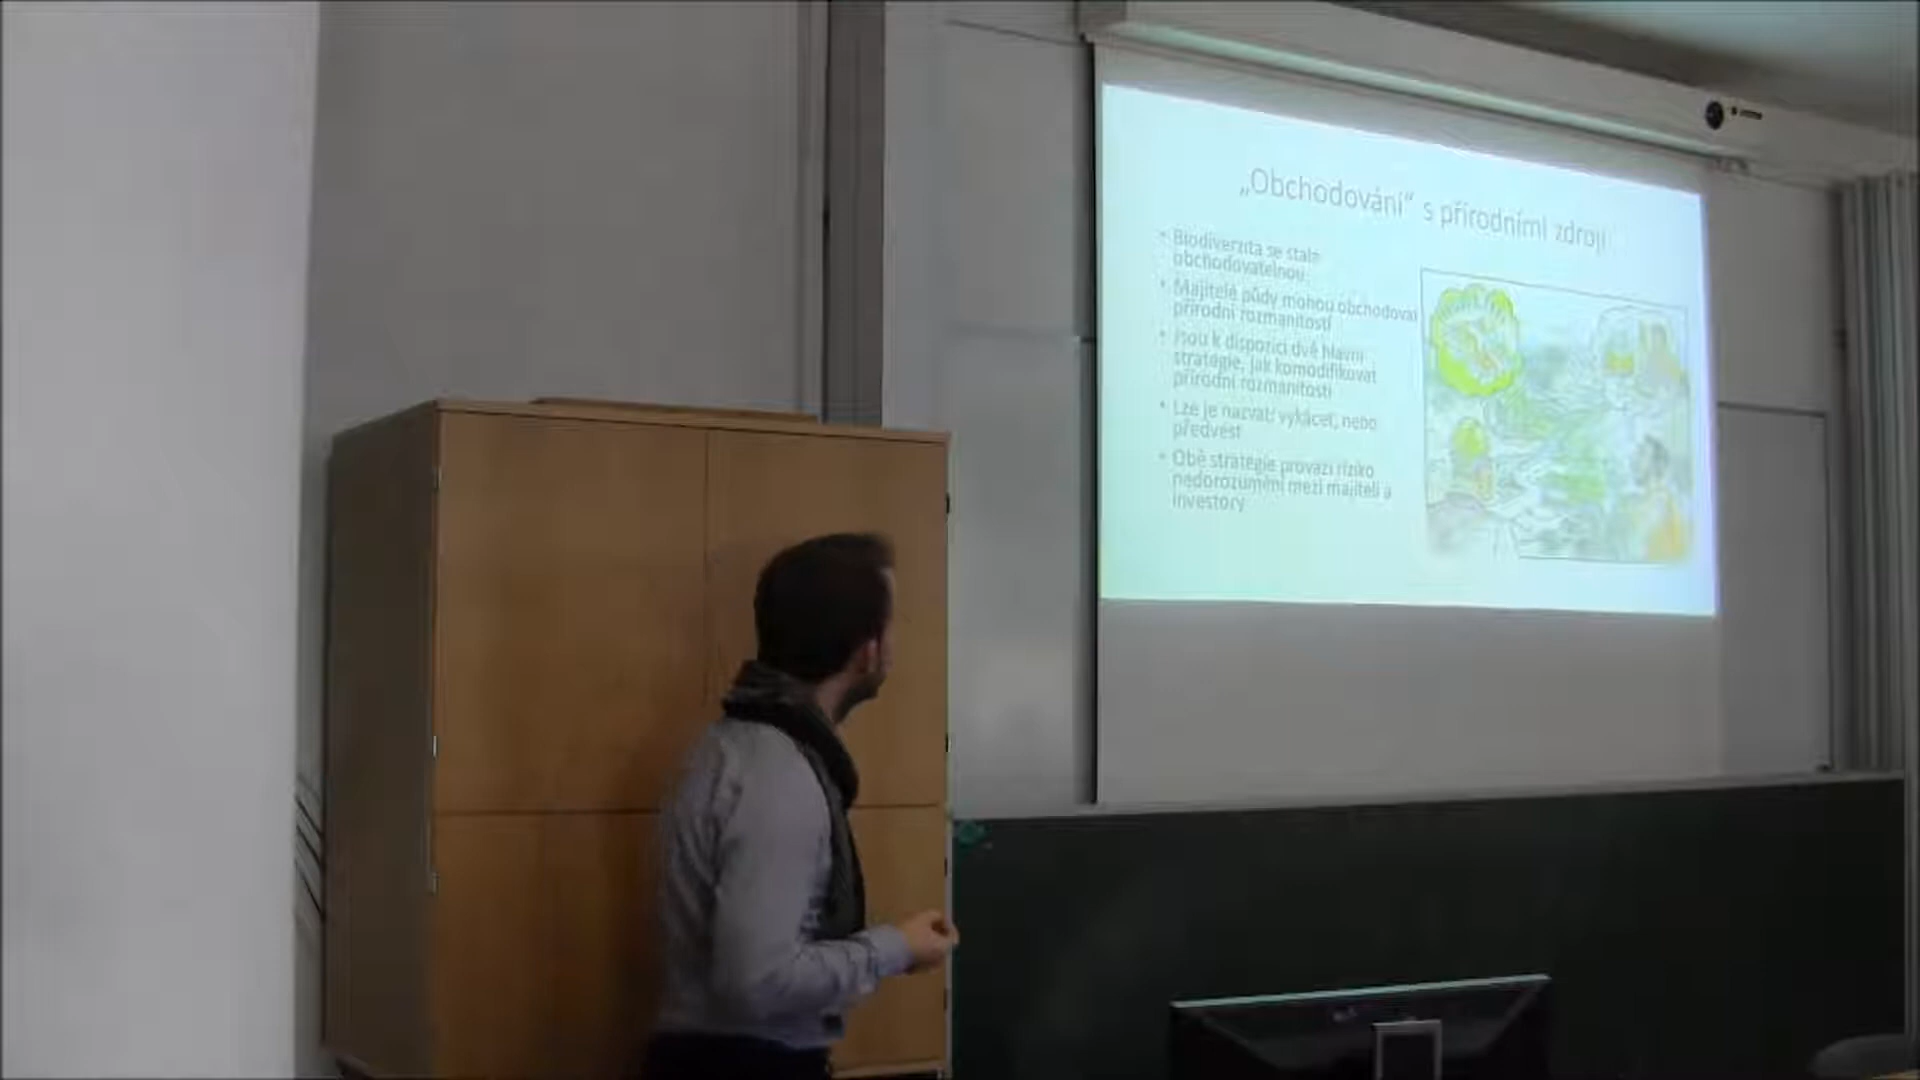 „Obchodování“ s přírodními zdroji
• Biodiverzita se stala
obchodovatelnou
• Majitelé půdy mohou obchodovat
přírodní rozmanitostí
• Jsou k dispozici dvě hlavní
strategie, jak komodifikovat
přírodní rozmanitosti
• Lze je nazvat: vykácet, nebo
předvést
• Obě strategie provází riziko
nedorozumění mezi majiteli a
investory